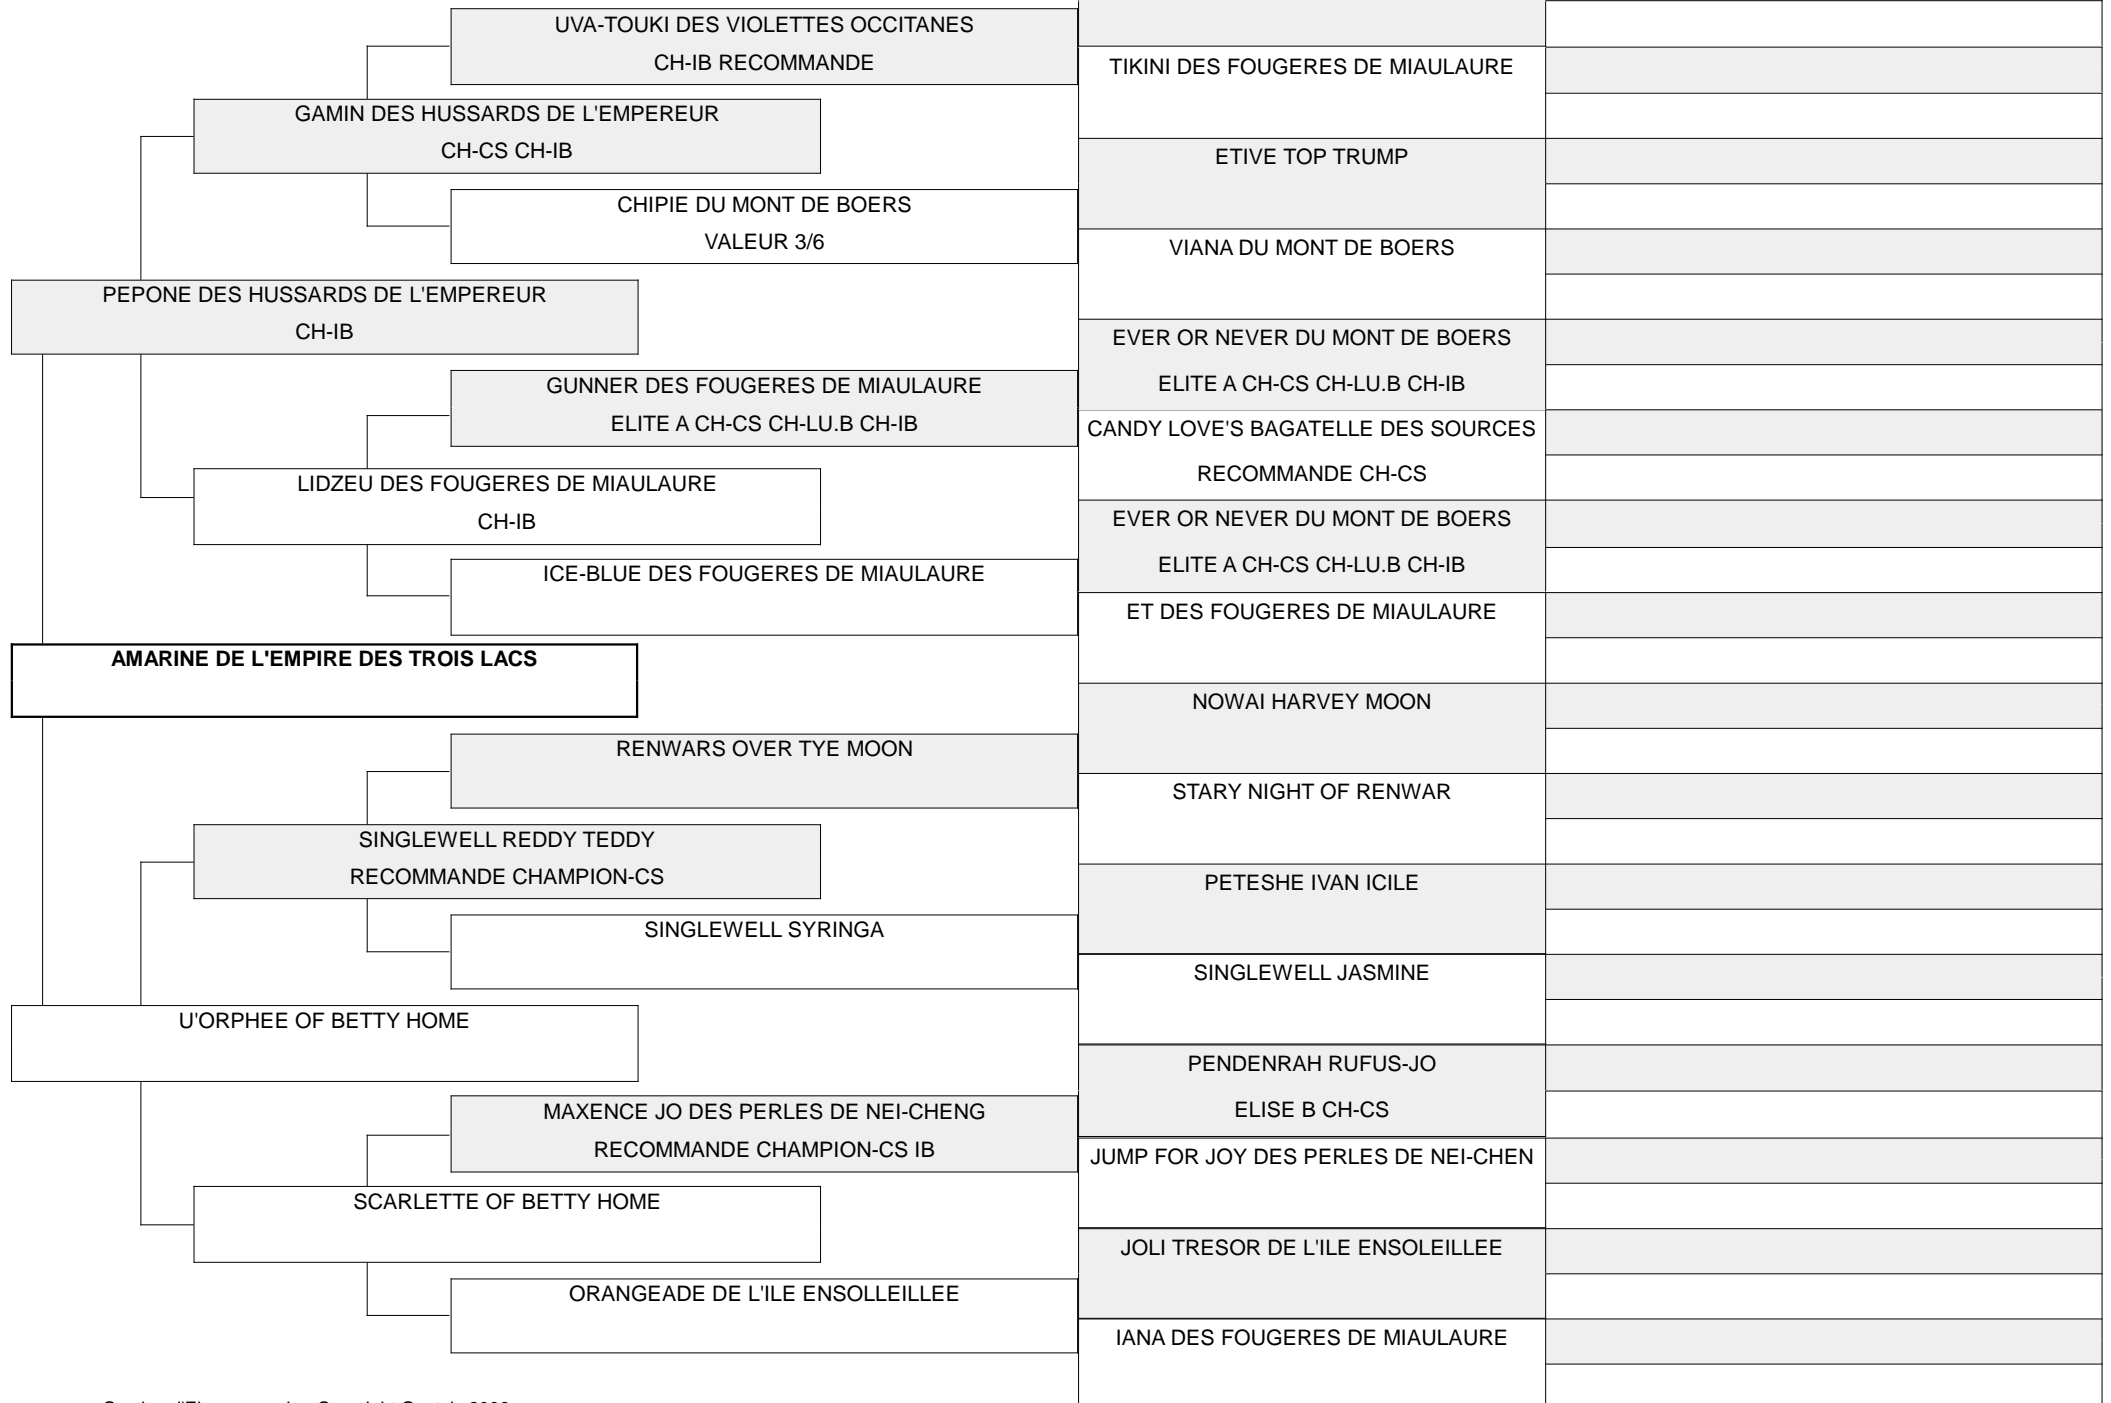 UVA-TOUKI DES VIOLETTES OCCITANES
CH-IB RECOMMANDE
TIKINI DES FOUGERES DE MIAULAURE
GAMIN DES HUSSARDS DE L'EMPEREUR
CH-CS CH-IB
ETIVE TOP TRUMP
CHIPIE DU MONT DE BOERS
VALEUR 3/6
VIANA DU MONT DE BOERS
PEPONE DES HUSSARDS DE L'EMPEREUR
CH-IB
EVER OR NEVER DU MONT DE BOERS
ELITE A CH-CS CH-LU.B CH-IB
GUNNER DES FOUGERES DE MIAULAURE
ELITE A CH-CS CH-LU.B CH-IB
CANDY LOVE'S BAGATELLE DES SOURCES
RECOMMANDE CH-CS
LIDZEU DES FOUGERES DE MIAULAURE
CH-IB
EVER OR NEVER DU MONT DE BOERS
ELITE A CH-CS CH-LU.B CH-IB
ICE-BLUE DES FOUGERES DE MIAULAURE
ET DES FOUGERES DE MIAULAURE
AMARINE DE L'EMPIRE DES TROIS LACS
NOWAI HARVEY MOON
RENWARS OVER TYE MOON
STARY NIGHT OF RENWAR
SINGLEWELL REDDY TEDDY
RECOMMANDE CHAMPION-CS
PETESHE IVAN ICILE
SINGLEWELL SYRINGA
SINGLEWELL JASMINE
U'ORPHEE OF BETTY HOME
PENDENRAH RUFUS-JO
ELISE B CH-CS
MAXENCE JO DES PERLES DE NEI-CHENG
RECOMMANDE CHAMPION-CS IB
JUMP FOR JOY DES PERLES DE NEI-CHEN
SCARLETTE OF BETTY HOME
JOLI TRESOR DE L'ILE ENSOLEILLEE
ORANGEADE DE L'ILE ENSOLLEILLEE
IANA DES FOUGERES DE MIAULAURE